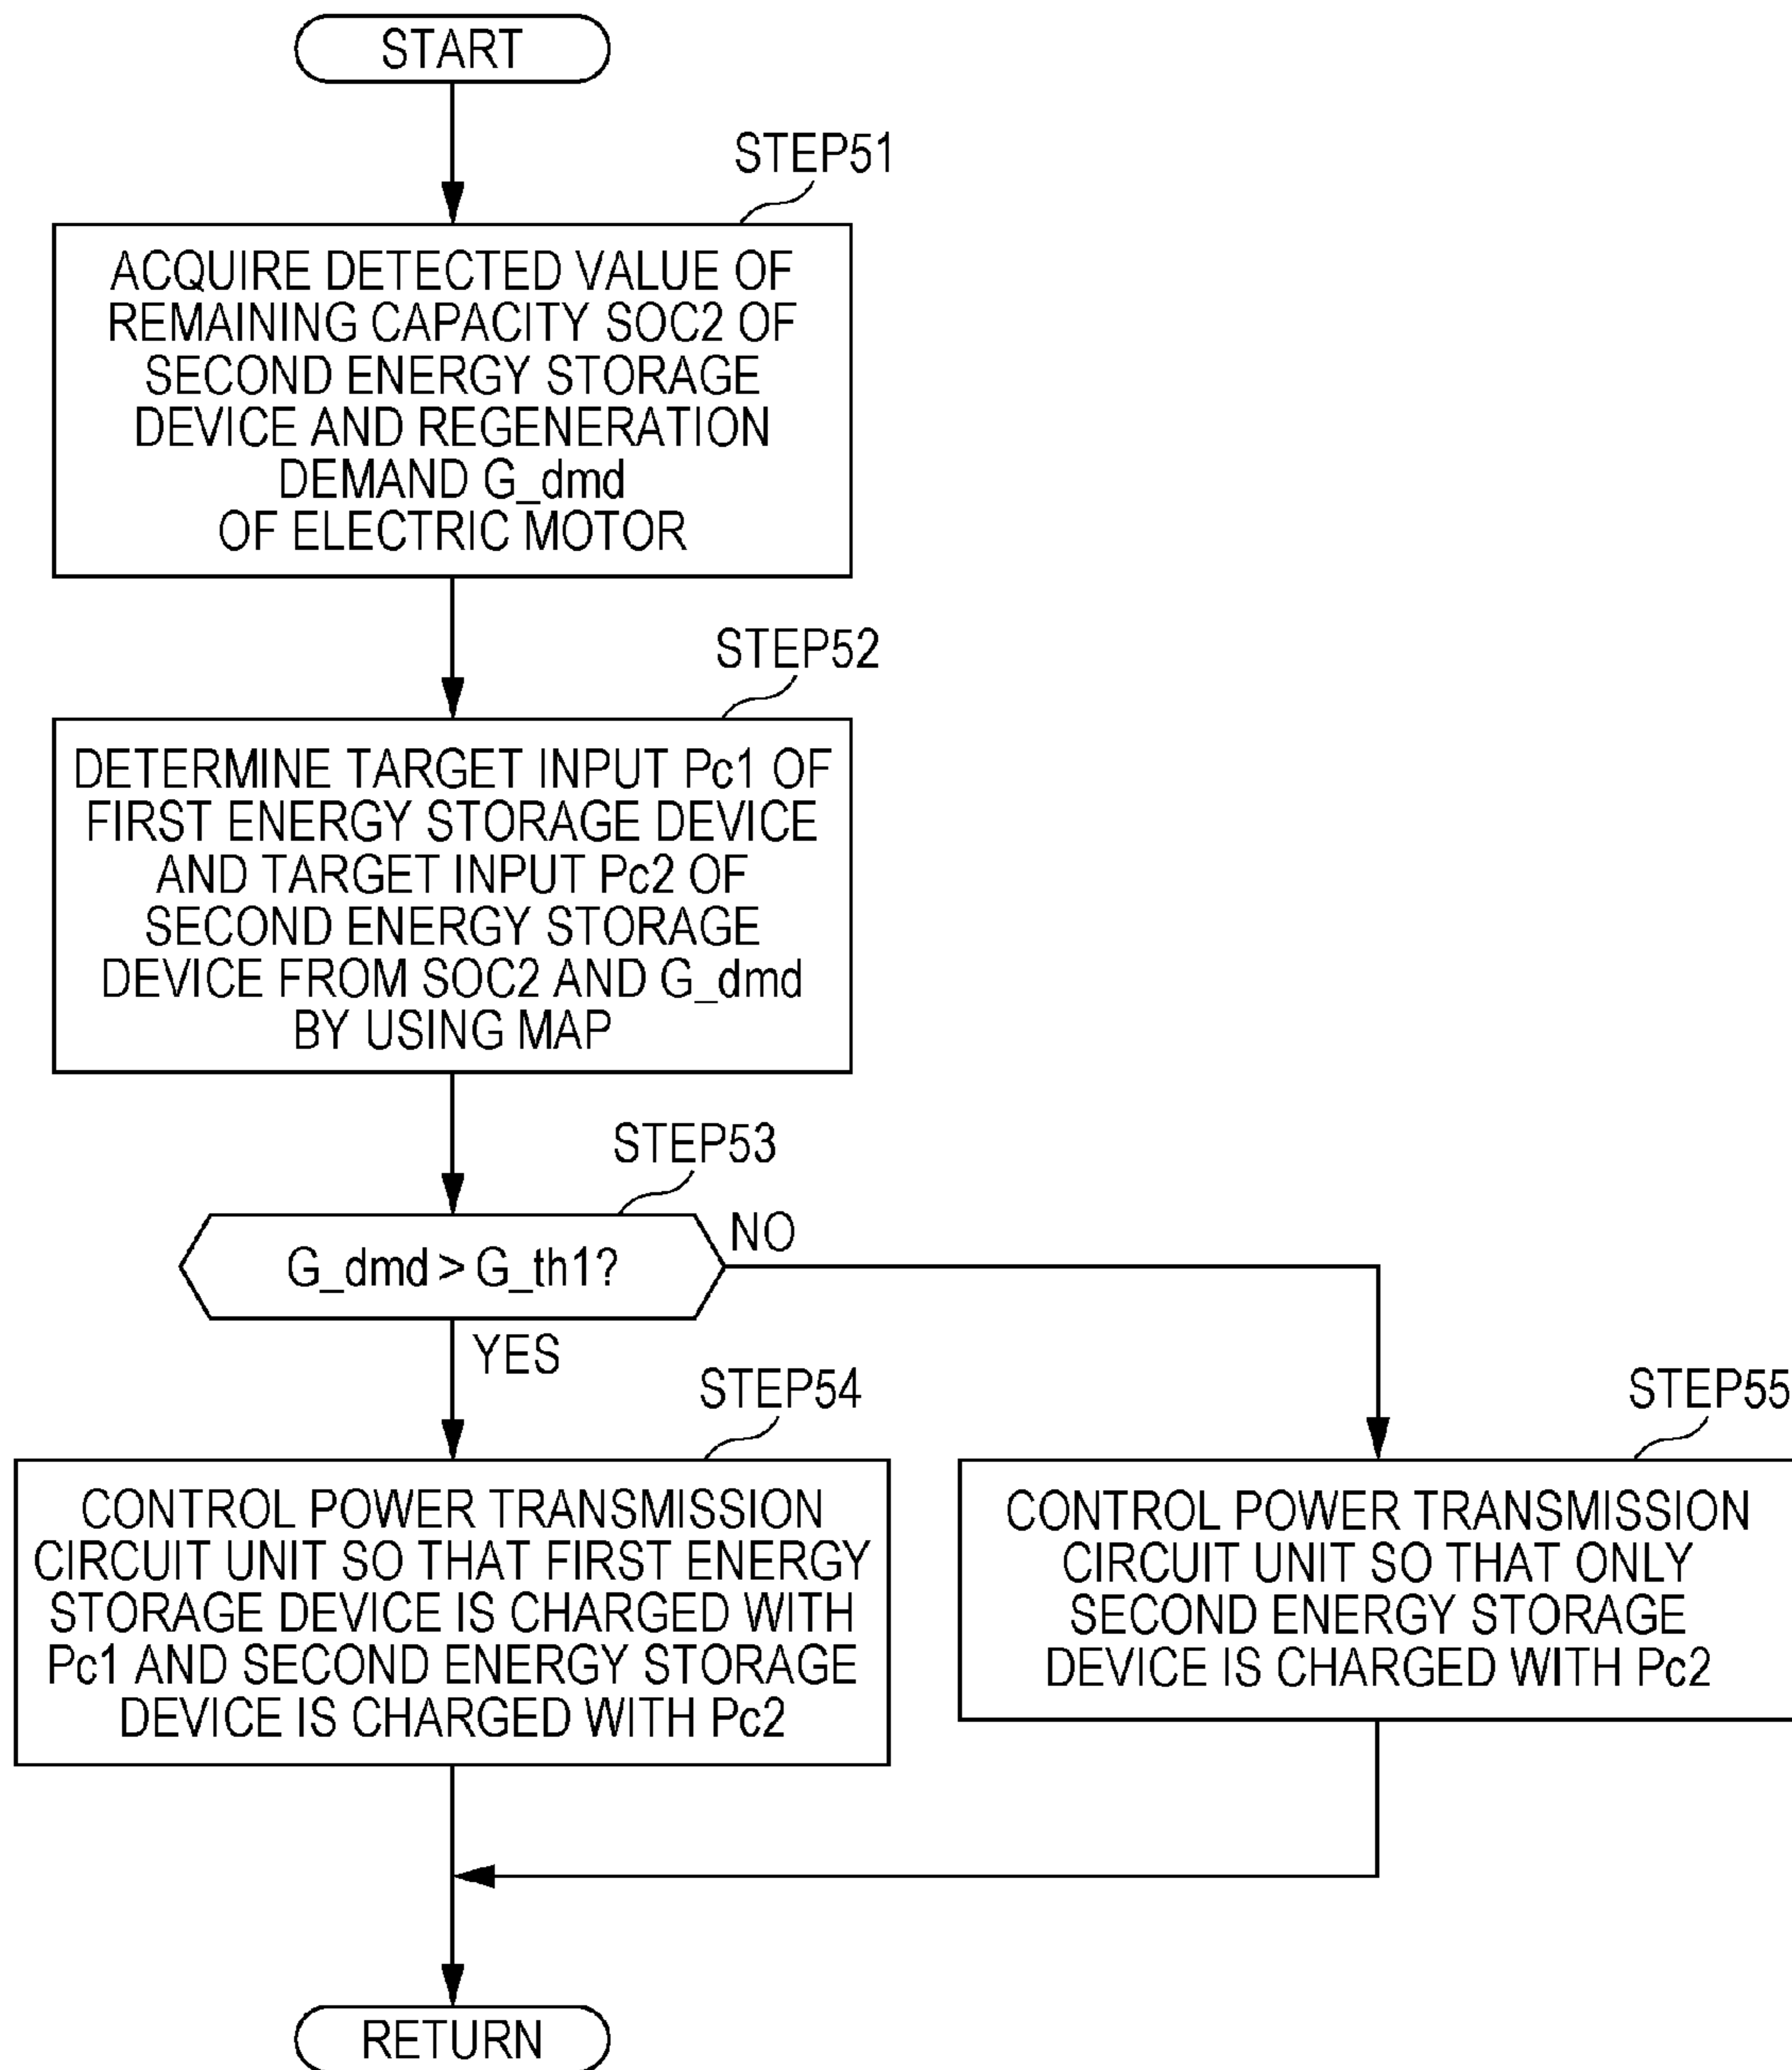 START
STEP51
ACQUIRE DETECTED VALUE OF
REMAINING CAPACITY SOC2 OF
SECOND ENERGY STORAGE
DEVICE AND REGENERATION
DEMAND G_dmd
OF ELECTRIC MOTOR
STEP52
DETERMINE TARGET INPUT Pc1 OF
FIRST ENERGY STORAGE DEVICE
AND TARGET INPUT Pc2 OF
SECOND ENERGY STORAGE
DEVICE FROM SOC2 AND G_dmd
BY USING MAP
STEP53
G_dmd > G_th1?
NO
YES
STEP54
CONTROL POWER TRANSMISSION
CIRCUIT UNIT SO THAT FIRST ENERGY
STORAGE DEVICE IS CHARGED WITH
Pc1 AND SECOND ENERGY STORAGE
DEVICE IS CHARGED WITH Pc2
STEP55
CONTROL POWER TRANSMISSION
CIRCUIT UNIT SO THAT ONLY
SECOND ENERGY STORAGE
DEVICE IS CHARGED WITH Pc2
RETURN